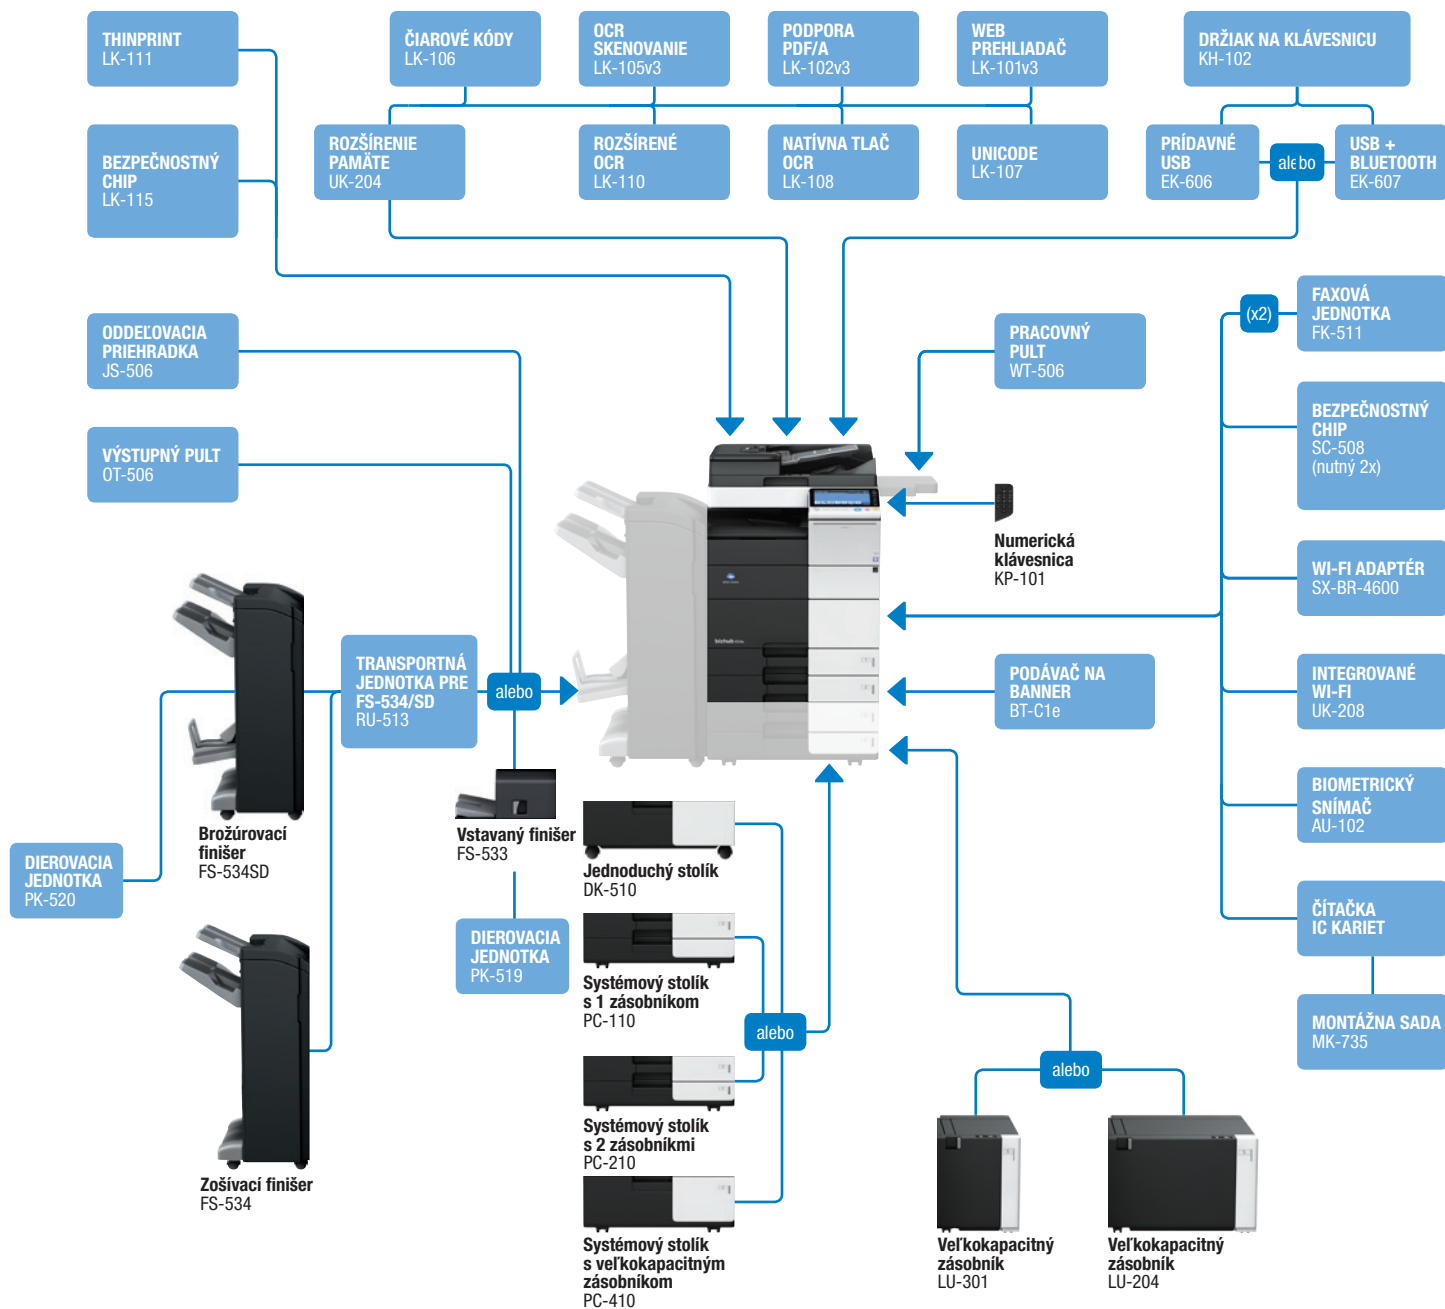 THINPRINT
LK-111
ČIAROVÉ KÓDY
LK-106
OCR
SKENOVANIE
LK-105v3
PODPORA
PDF/A
LK-102v3
WEB
PREHLIADAČ
LK-101v3
DRŽIAK NA KLÁVESNICU
KH-102
BEZPEČNOSTNÝ
CHIP
LK-115
ROZŠÍRENIE
PAMÄTE
UK-204
ROZŠÍRENÉ
OCR
LK-110
NATÍVNA TLAČ
OCR
LK-108
UNICODE
LK-107
PRÍDAVNÉ
USB
EK-606
alebo
USB +
BLUETOOTH
EK-607
ODDEĽOVACIA
PRIEHRADKA
JS-506
PRACOVNÝ
PULT
WT-506
(x2)
FAXOVÁ
JEDNOTKA
FK-511
VÝSTUPNÝ PULT
OT-506
BEZPEČNOSTNÝ
CHIP
SC-508
(nutný 2x)
Numerická
klávesnica
KP-101
WI-FI ADAPTÉR
SX-BR-4600
bizhub
TRANSPORTNÁ
JEDNOTKA PRE
FS-534/SD
RU-513
alebo
PODÁVAČ NA
BANNER
BT-C1e
INTEGROVANÉ
WI-FI
UK-208
Brožúrovací
finišer
FS-534SD
Vstavaný finišer
FS-533
BIOMETRICKÝ
SNÍMAČ
AU-102
DIEROVACIA
JEDNOTKA
PK-520
Jednoduchý stolík
DK-510
DIEROVACIA
JEDNOTKA
PK-519
ČÍTAČKA
IC KARIET
Systémový stolík
s 1 zásobníkom
PC-110
alebo
MONTÁŽNA SADA
MK-735
alebo
Systémový stolík
s 2 zásobníkmi
PC-210
Zošívací finišer
FS-534
Systémový stolík
s veľkokapacitným
zásobníkom
PC-410
Veľkokapacitný
zásobník
LU-301
Veľkokapacitný
zásobník
LU-204